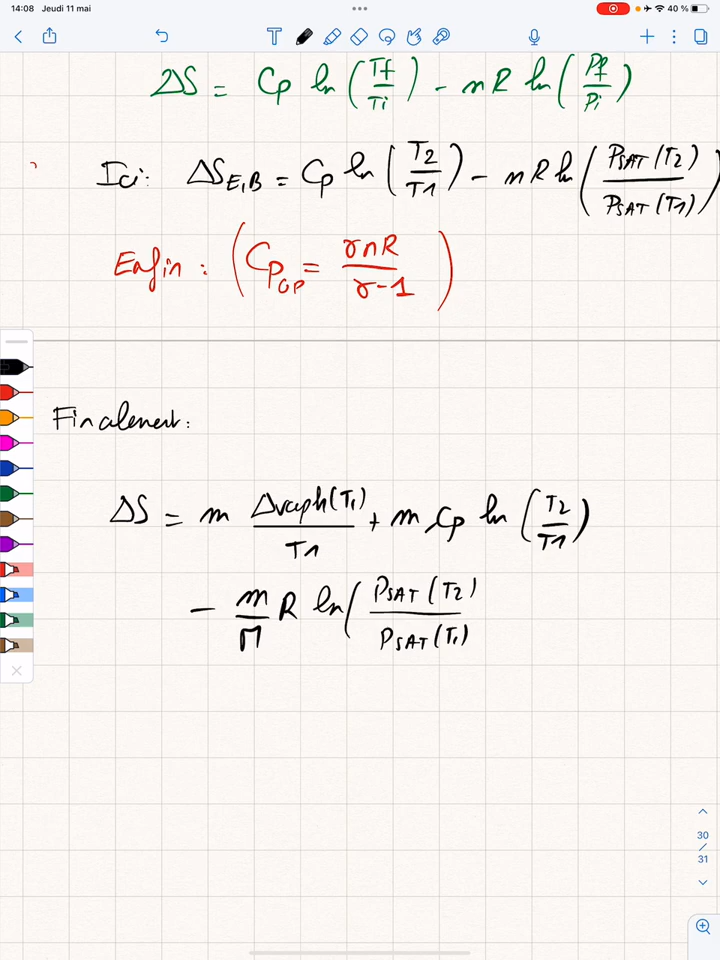 14:08 Jeudi 11 mai
40 %
ΔS = Cp ln (Tf/Ti) - nR ln (Pf/Pi)
Ici: ΔS_E,B = Cp ln (T2/T1) - nR ln (P_SAT(T2)/P_SAT(T1))
Enfin : (Cp_GP = γnR/γ-1)
Finalement:
ΔS = m Δvaph(T1)/T1 + m cp ln (T2/T1)
- m/M R ln (P_SAT(T2)/P_SAT(T1)
30
/
31